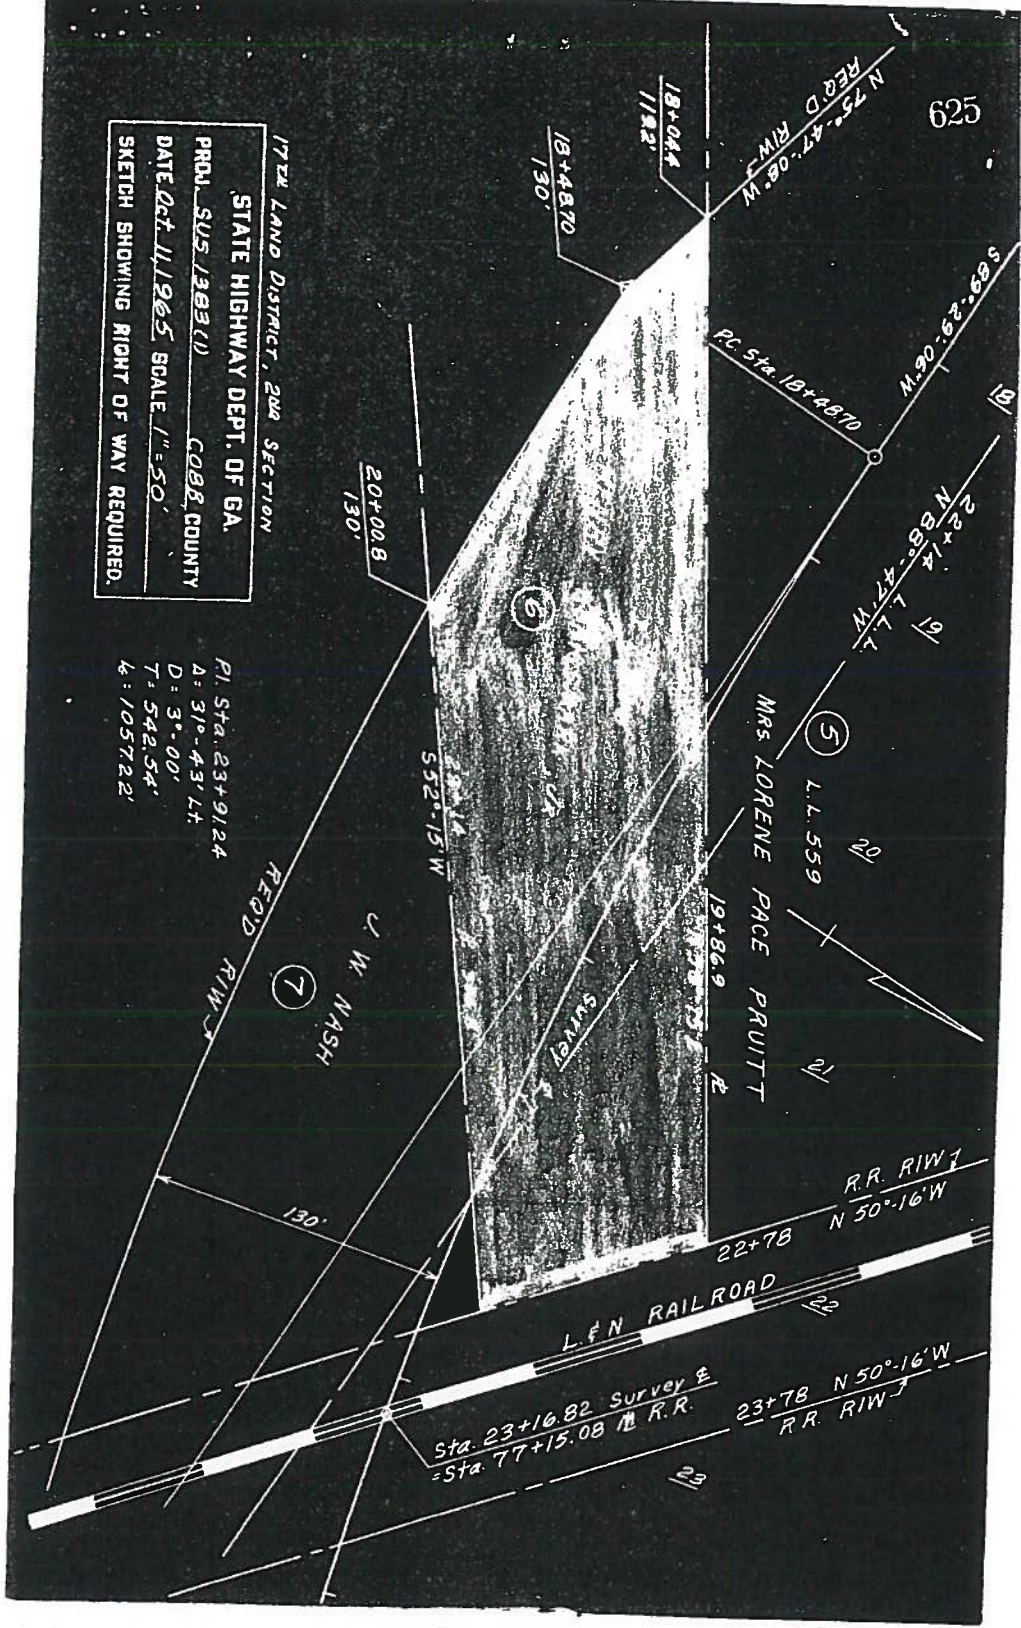 625
17TH LAND DISTRICT, 2ND SECTION
STATE HIGHWAY DEPT. OF GA.
PROJ. SUS 1383 (1) COBB COUNTY
DATE Oct. 11, 1965 SCALE 1"=50'
SKETCH SHOWING RIGHT OF WAY REQUIRED.
P.I. Sta. 23+91.24
Δ= 31°-43' Lt.
D= 3°-00'
T= 542.54'
L= 1057.22'
N 75°-47'-08" W
REQ'D R/W
18+04.4
119.2'
18+48.70
130'
20+00.8
130'
P.C. Sta. 18+48.70
S 89°-29'-06" W
18
22+14 L.L.L.
N 88°-47' W
19
5
L.L. 559
20
MRS. LORENE PACE PRUITT
21
19+86.9
6
S 52°-15' W
Survey
J. W. NASH
7
REQ'D R/W
130'
R.R. R/W
N 50°-16' W
22+78
L. & N RAILROAD
22
Sta. 23+16.82 Survey
=Sta. 77+15.08 R.R.
23+78 N 50°-16' W
R.R. R/W
23